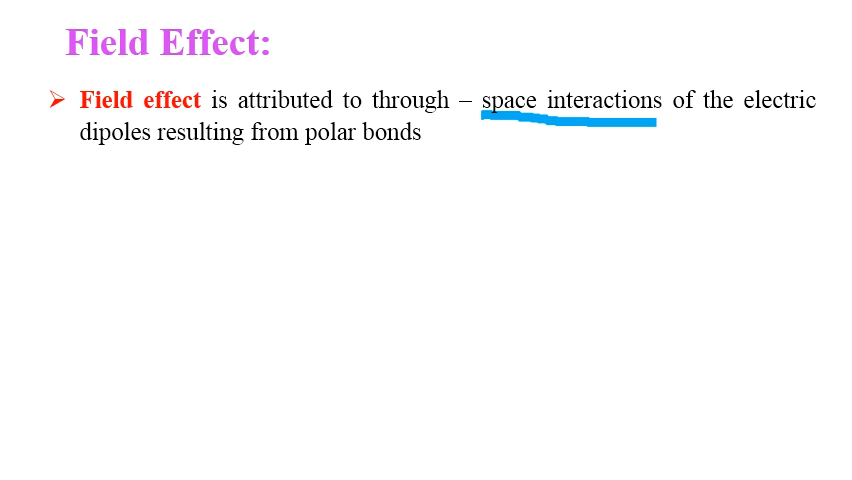 Field Effect:
➢ Field effect is attributed to through – space interactions of the electric
dipoles resulting from polar bonds